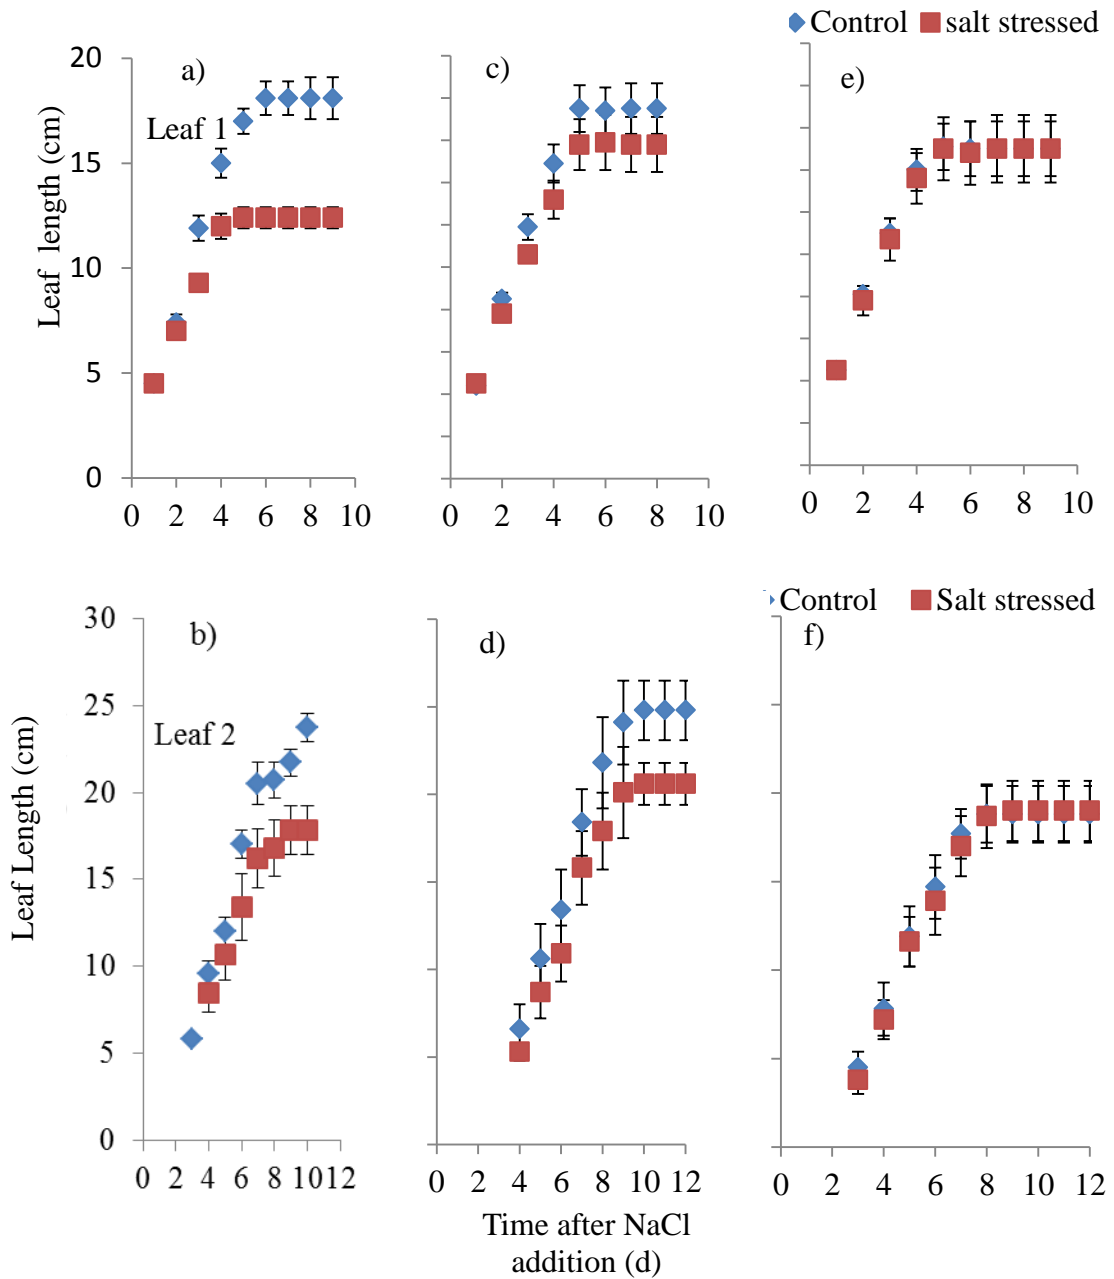 Control salt stressed
20
15
10
5
0
Leaf length (cm)
a)
Leaf 1
0 2 4 6 8 10
c)
0 2 4 6 8 10
e)
0 2 4 6 8 10
Control Salt stressed
30
25
20
15
10
5
0
Leaf Length (cm)
b)
Leaf 2
0 2 4 6 8 10 12
d)
0 2 4 6 8 10 12
f)
0 2 4 6 8 10 12
Time after NaCl
addition (d)